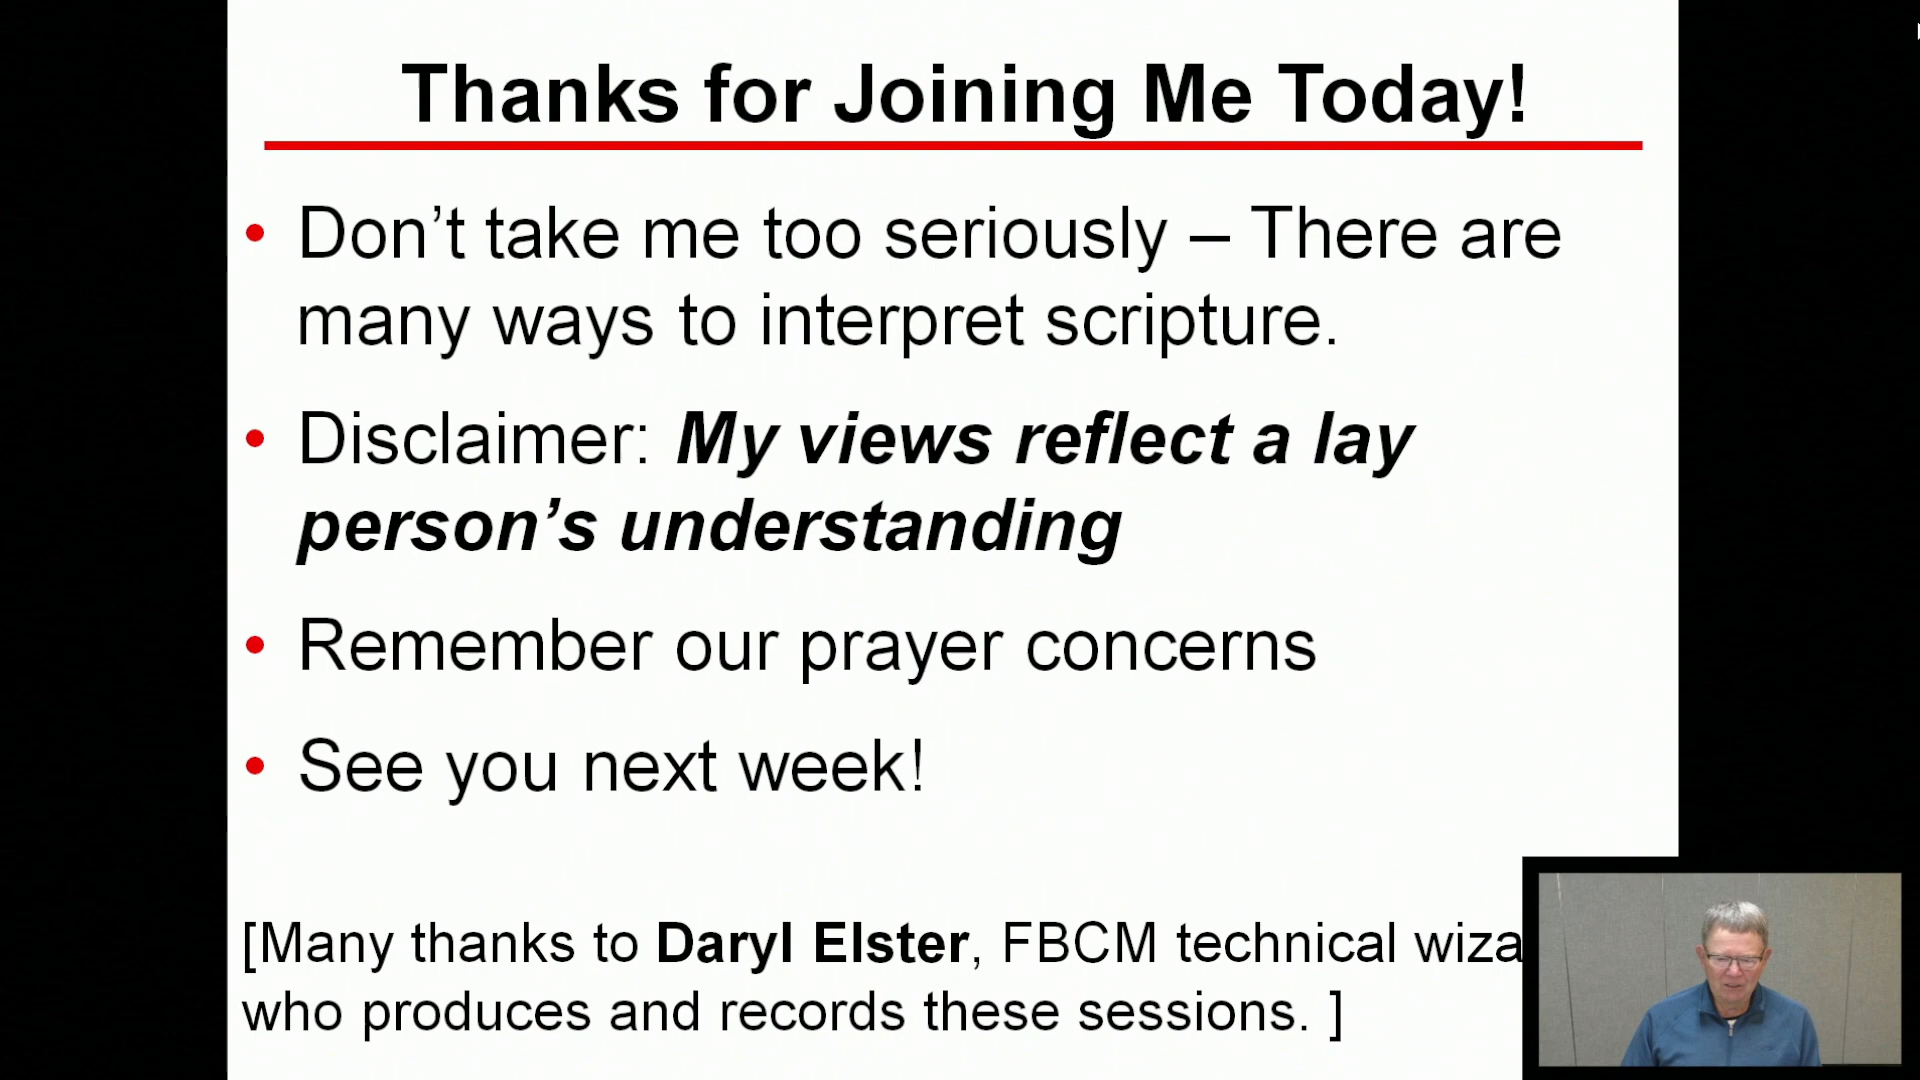 Thanks for Joining Me Today!
• Don’t take me too seriously – There are
many ways to interpret scripture.
• Disclaimer: My views reflect a lay
person’s understanding
• Remember our prayer concerns
• See you next week!
[Many thanks to Daryl Elster, FBCM technical wiza
who produces and records these sessions. ]